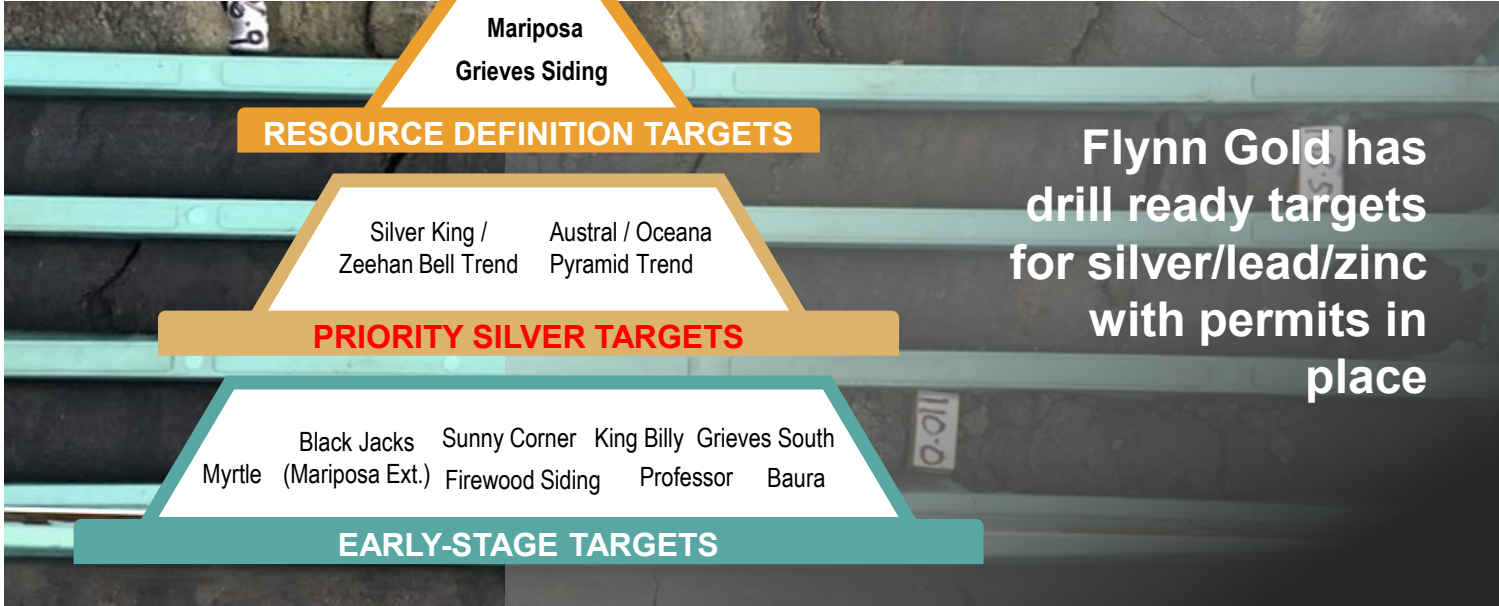 Mariposa
Grieves Siding
RESOURCE DEFINITION TARGETS
Silver King /
Zeehan Bell Trend
Austral / Oceana
Pyramid Trend
PRIORITY SILVER TARGETS
Myrtle
Black Jacks
(Mariposa Ext.)
Sunny Corner
King Billy
Grieves South
Firewood Siding
Professor
Baura
EARLY-STAGE TARGETS
Flynn Gold has
drill ready targets
for silver/lead/zinc
with permits in
place
110.0